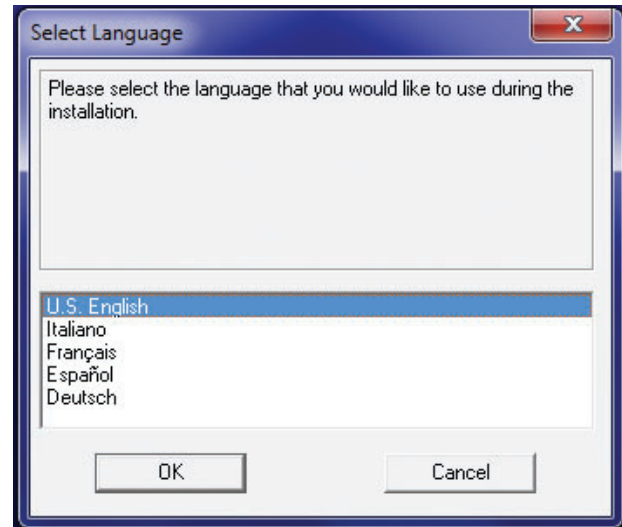 Select Language
Please select the language that you would like to use during the
installation.
U.S. English
Italiano
Français
Español
Deutsch
OK
Cancel